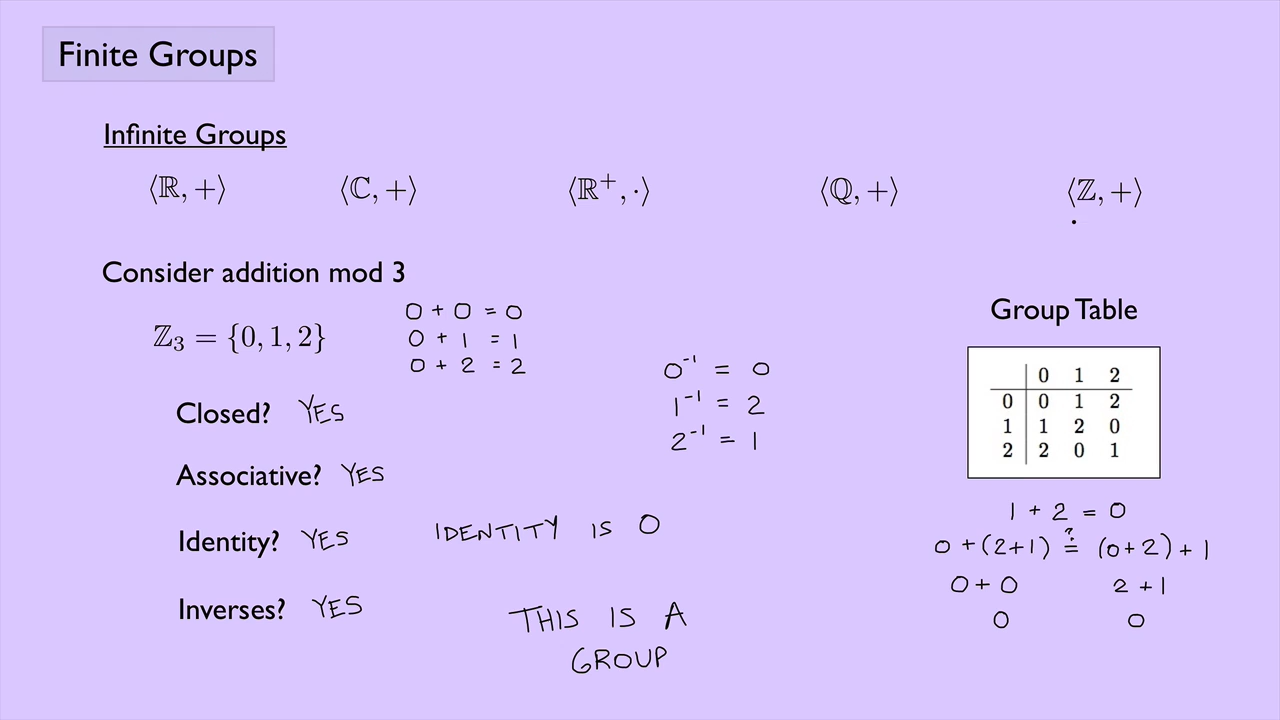 Finite Groups
Infinite Groups
⟨ℝ, +⟩ ⟨ℂ, +⟩ ⟨ℝ⁺, ·⟩ ⟨ℚ, +⟩ ⟨ℤ, +⟩
Consider addition mod 3
ℤ₃ = {0, 1, 2}
0 + 0 = 0
0 + 1 = 1
0 + 2 = 2
Closed? YES
Associative? YES
Identity? YES
Inverses? YES
0⁻¹ = 0
1⁻¹ = 2
2⁻¹ = 1
IDENTITY IS 0
THIS IS A
GROUP
Group Table
0 1 2
0 0 1 2
1 1 2 0
2 2 0 1
1 + 2 = 0
0 + (2+1) ?= (0+2) + 1
0 + 0 2 + 1
0 0